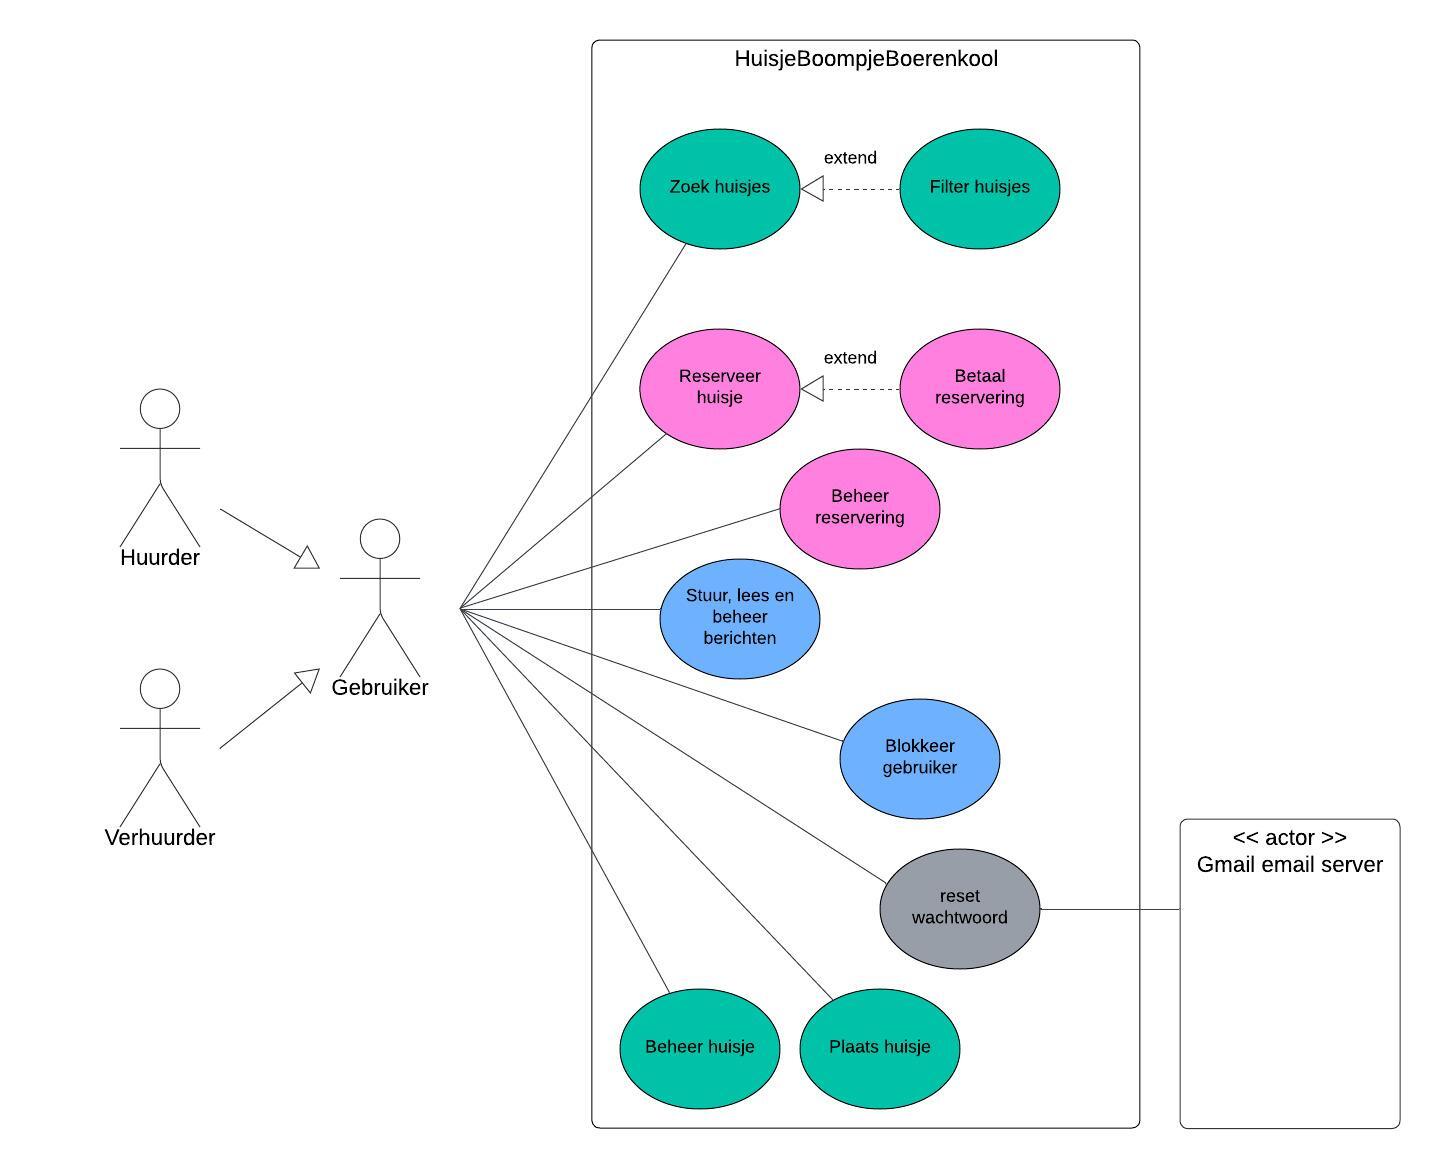 HuisjeBoompjeBoerenkool
Zoek huisjes
extend
Filter huisjes
Reserveer
huisje
extend
Betaal
reservering
Beheer
reservering
Huurder
Stuur, lees en
beheer
berichten
Gebruiker
Blokkeer
gebruiker
Verhuurder
<< actor >>
Gmail email server
reset
wachtwoord
Beheer huisje
Plaats huisje